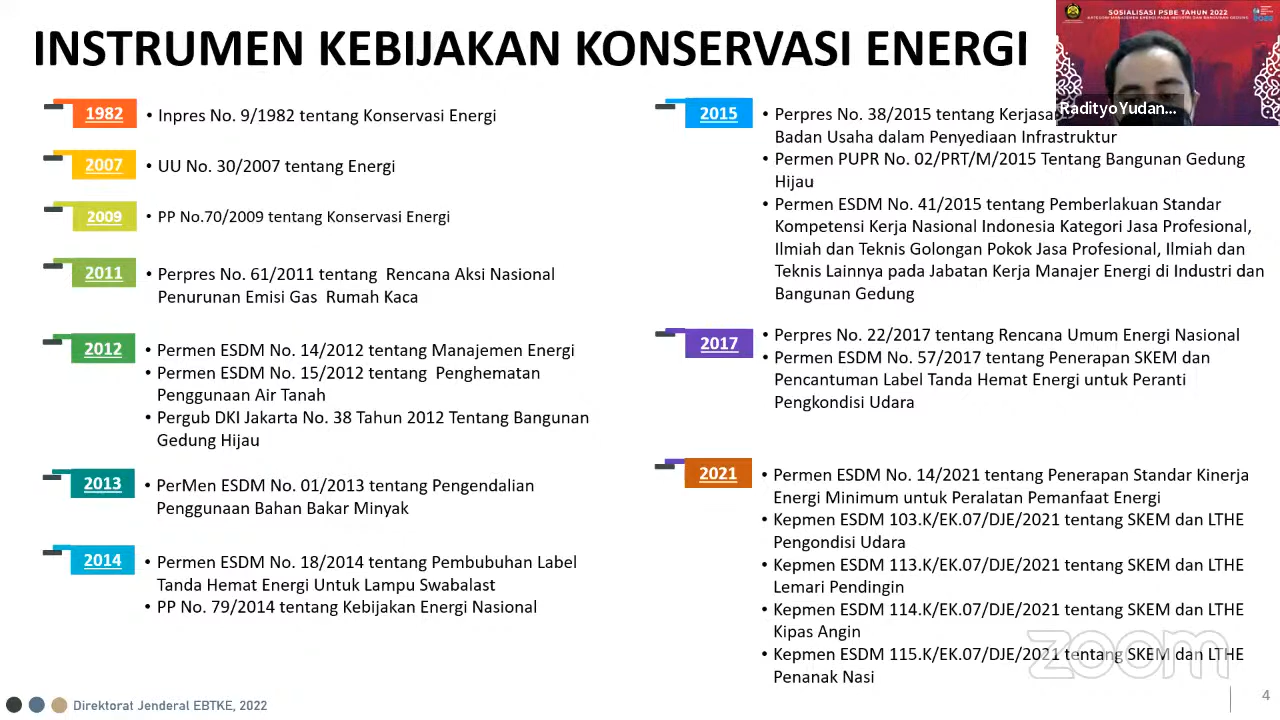 INSTRUMEN KEBIJAKAN KONSERVASI ENERGI
SOSIALISASI PSBE TAHUN 2022
KATEGORI MANAJEMEN ENERGI PADA INDUSTRI DAN BANGUNAN GEDUNG
RadityoYudan...
1982
• Inpres No. 9/1982 tentang Konservasi Energi
2007
• UU No. 30/2007 tentang Energi
2009
• PP No.70/2009 tentang Konservasi Energi
2011
• Perpres No. 61/2011 tentang Rencana Aksi Nasional
Penurunan Emisi Gas Rumah Kaca
2012
• Permen ESDM No. 14/2012 tentang Manajemen Energi
• Permen ESDM No. 15/2012 tentang Penghematan
Penggunaan Air Tanah
• Pergub DKI Jakarta No. 38 Tahun 2012 Tentang Bangunan
Gedung Hijau
2013
• PerMen ESDM No. 01/2013 tentang Pengendalian
Penggunaan Bahan Bakar Minyak
2014
• Permen ESDM No. 18/2014 tentang Pembubuhan Label
Tanda Hemat Energi Untuk Lampu Swabalast
• PP No. 79/2014 tentang Kebijakan Energi Nasional
2015
• Perpres No. 38/2015 tentang
Badan Usaha dalam Penyediaan Infrastruktur
• Permen PUPR No. 02/PRT/M/2015 Tentang Bangunan Gedung
Hijau
• Permen ESDM No. 41/2015 tentang Pemberlakuan Standar
Kompetensi Kerja Nasional Indonesia Kategori Jasa Profesional,
Ilmiah dan Teknis Golongan Pokok Jasa Profesional, Ilmiah dan
Teknis Lainnya pada Jabatan Kerja Manajer Energi di Industri dan
Bangunan Gedung
2017
• Perpres No. 22/2017 tentang Rencana Umum Energi Nasional
• Permen ESDM No. 57/2017 tentang Penerapan SKEM dan
Pencantuman Label Tanda Hemat Energi untuk Peranti
Pengkondisi Udara
2021
• Permen ESDM No. 14/2021 tentang Penerapan Standar Kinerja
Energi Minimum untuk Peralatan Pemanfaat Energi
• Kepmen ESDM 103.K/EK.07/DJE/2021 tentang SKEM dan LTHE
Pengondisi Udara
• Kepmen ESDM 113.K/EK.07/DJE/2021 tentang SKEM dan LTHE
Lemari Pendingin
• Kepmen ESDM 114.K/EK.07/DJE/2021 tentang SKEM dan LTHE
Kipas Angin
• Kepmen ESDM 115.K/EK.07/DJE/2021 tentang SKEM dan LTHE
Penanak Nasi
zoom
Direktorat Jenderal EBTKE, 2022
4